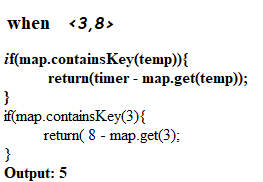 when <3,8>
if(map.containsKey(temp)){
return(timer - map.get(temp));
}
if(map.containsKey(3){
return( 8 - map.get(3);
}
Output: 5